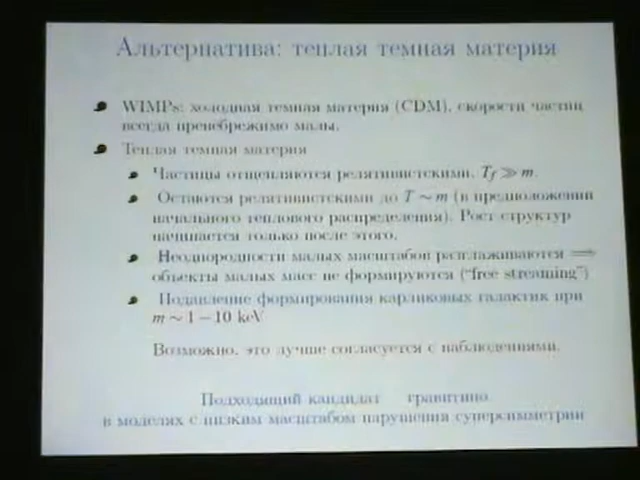 Альтернатива: теплая темная материя
WIMPs: холодная темная материя (CDM), скорости частиц
всегда пренебрежимо малы.
Теплая темная материя
Частицы отщепляются релятивистскими, T_f ≫ m.
Остаются релятивистскими до T ∼ m (в предположении
начального теплового распределения). Рост структур
начинается только после этого.
Неоднородности малых масштабов разглаживаются ⟹
объекты малых масс не формируются ("free streaming")
Подавление формирования карликовых галактик при
m ∼ 1 − 10 keV
Возможно, это лучше согласуется с наблюдениями.
Подходящий кандидат гравитино
в моделях с низким масштабом нарушения суперсимметрии